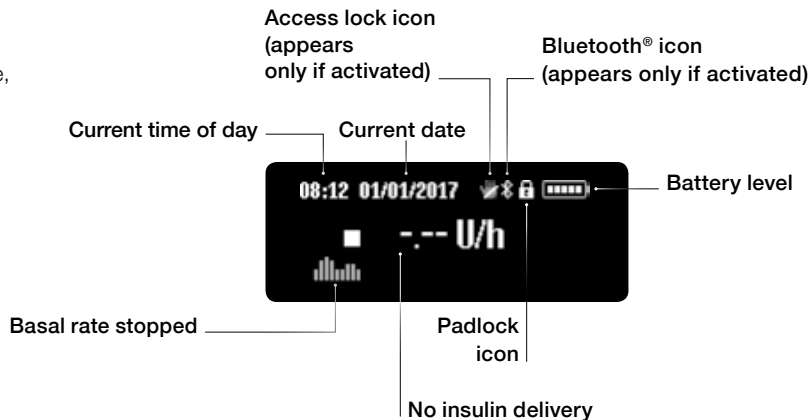 Access lock icon
(appears
only if activated)
Bluetooth® icon
(appears only if activated)
e,
Current time of day
Current date
Battery level
08:12 01/01/2017
-.-- U/h
Basal rate stopped
Padlock
icon
No insulin delivery